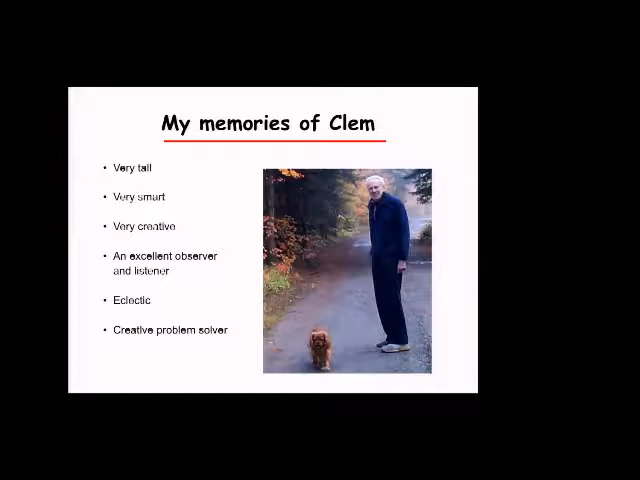 My memories of Clem
• Very tall
• Very smart
• Very creative
• An excellent observer
and listener
• Eclectic
• Creative problem solver